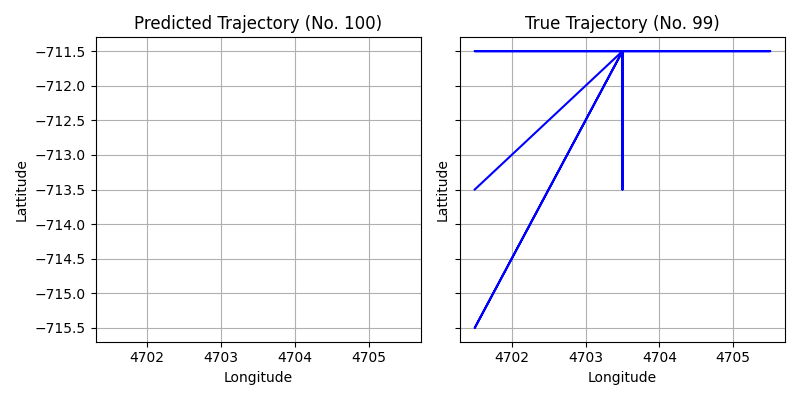 Predicted Trajectory (No. 100)
True Trajectory (No. 99)
Lattitude
−711.5
−712.0
−712.5
−713.0
−713.5
−714.0
−714.5
−715.0
−715.5
4702 4703 4704 4705
Longitude
Lattitude
4702 4703 4704 4705
Longitude